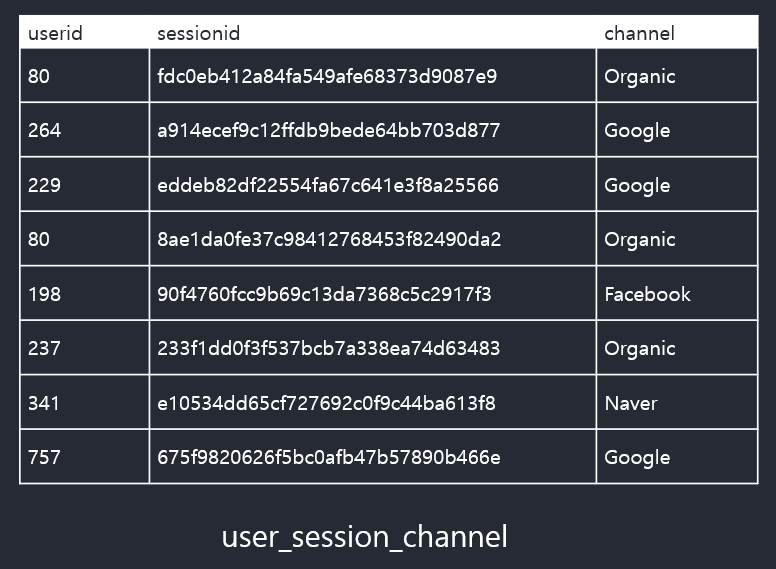 userid sessionid channel
80 fdc0eb412a84fa549afe68373d9087e9 Organic
264 a914ecef9c12ffdb9bede64bb703d877 Google
229 eddeb82df22554fa67c641e3f8a25566 Google
80 8ae1da0fe37c98412768453f82490da2 Organic
198 90f4760fcc9b69c13da7368c5c2917f3 Facebook
237 233f1dd0f3f537bcb7a338ea74d63483 Organic
341 e10534dd65cf727692c0f9c44ba613f8 Naver
757 675f9820626f5bc0afb47b57890b466e Google
user_session_channel